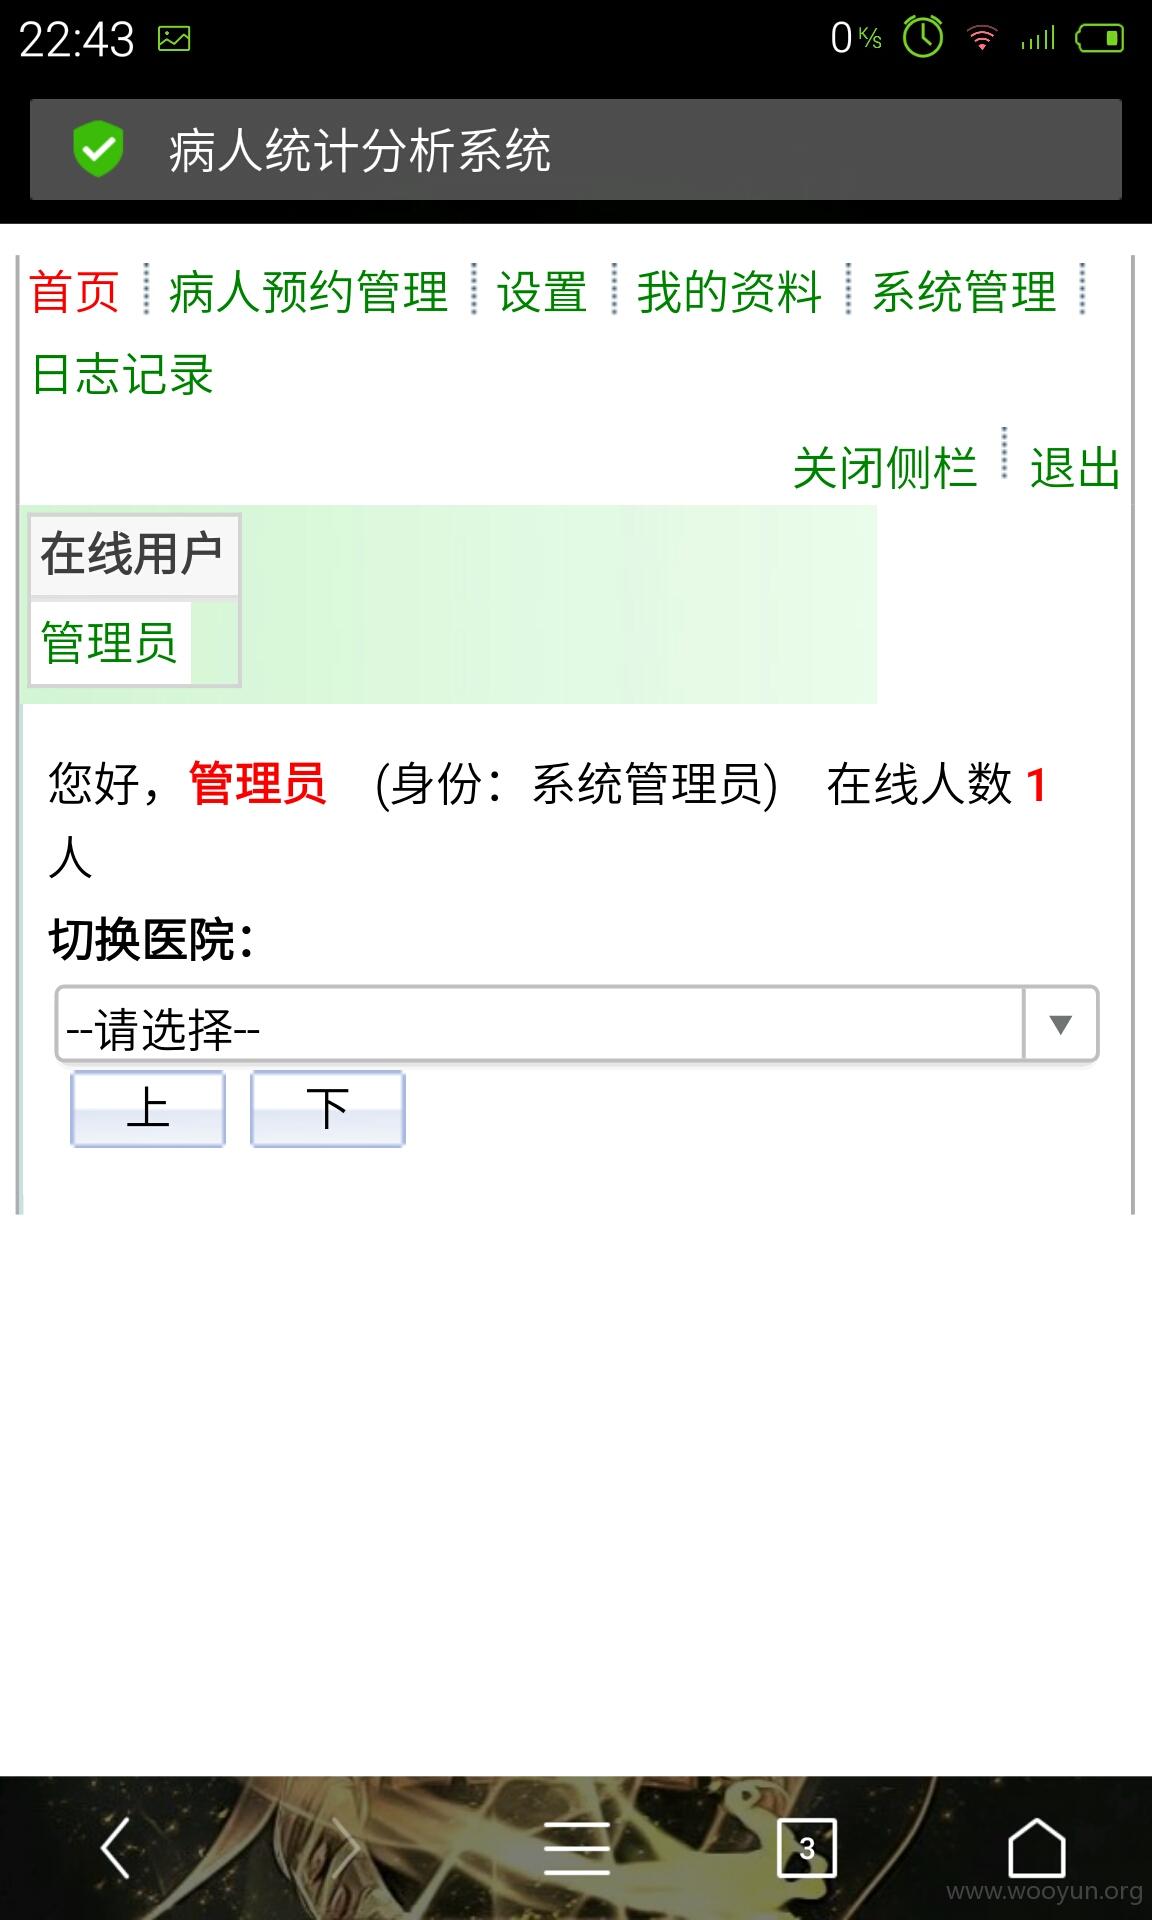 22:43
0 K/s
病人统计分析系统
首页 病人预约管理 设置 我的资料 系统管理
日志记录
关闭侧栏 退出
在线用户
管理员
您好，管理员 (身份：系统管理员) 在线人数 1
人
切换医院：
--请选择--
上 下
3
www.wooyun.org